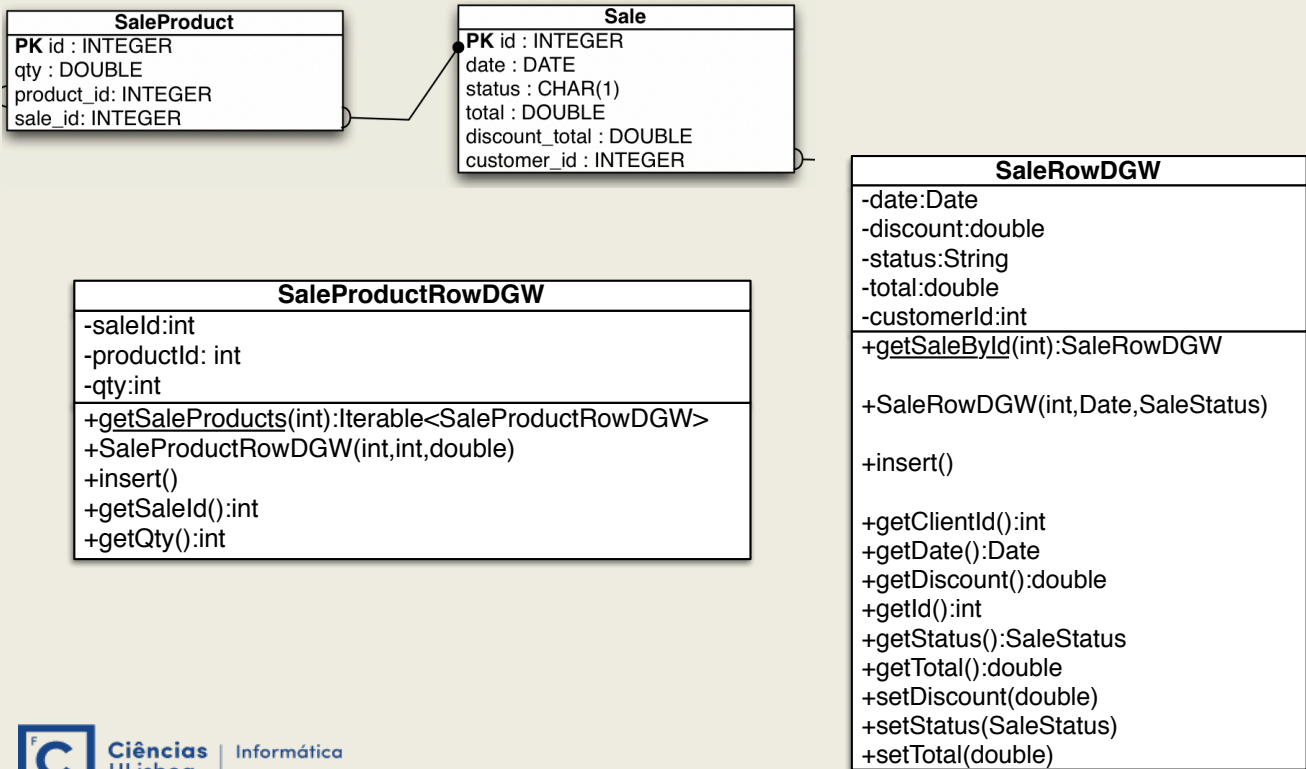 SaleProduct
PK id : INTEGER
qty : DOUBLE
product_id: INTEGER
sale_id: INTEGER
Sale
PK id : INTEGER
date : DATE
status : CHAR(1)
total : DOUBLE
discount_total : DOUBLE
customer_id : INTEGER
SaleProductRowDGW
-saleId:int
-productId: int
-qty:int
+getSaleProducts(int):Iterable<SaleProductRowDGW>
+SaleProductRowDGW(int,int,double)
+insert()
+getSaleId():int
+getQty():int
SaleRowDGW
-date:Date
-discount:double
-status:String
-total:double
-customerId:int
+getSaleById(int):SaleRowDGW
+SaleRowDGW(int,Date,SaleStatus)
+insert()
+getClientId():int
+getDate():Date
+getDiscount():double
+getId():int
+getStatus():SaleStatus
+getTotal():double
+setDiscount(double)
+setStatus(SaleStatus)
+setTotal(double)
F C
Ciências | Informática